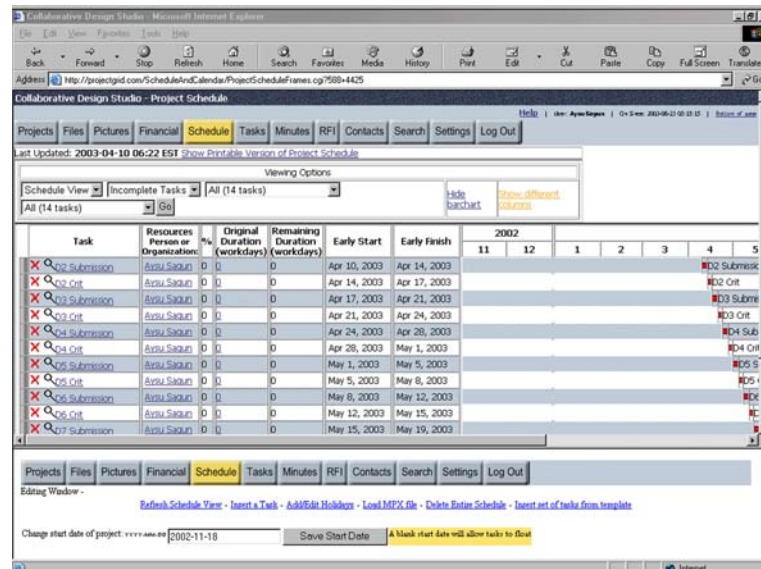 Collaborative Design Studio - Microsoft Internet Explorer
File Edit View Favorites Tools Help
Back Forward Stop Refresh Home Search Favorites Media History Print Edit Cut Paste Copy Full Screen Translate
Address http://projectgrid.com/ScheduleAndCalendar/ProjectScheduleFrames.cgi?588+4425
Collaborative Design Studio - Project Schedule
Help | User: Aysu Sagun |
Projects Files Pictures Financial Schedule Tasks Minutes RFI Contacts Search Settings Log Out
Last Updated: 2003-04-10 06:22 EST Show Printable Version of Project Schedule
Viewing Options
Schedule View Incomplete Tasks All (14 tasks)
All (14 tasks) Go
Hide barchart
Show different columns
Task Resources Person or Organization: % Original Duration (workdays) Remaining Duration (workdays) Early Start Early Finish 2002
11 12 1 2 3 4 5
D2 Submission Aysu Sagun 0 0 0 Apr 10, 2003 Apr 14, 2003 D2 Submissic
D2 Crit Aysu Sagun 0 0 0 Apr 14, 2003 Apr 17, 2003 D2 Crit
D3 Submission Aysu Sagun 0 0 0 Apr 17, 2003 Apr 21, 2003 D3 Subme
D3 Crit Aysu Sagun 0 0 0 Apr 21, 2003 Apr 24, 2003 D3 Crit
D4 Submission Aysu Sagun 0 0 0 Apr 24, 2003 Apr 28, 2003 D4 Sub
D4 Crit Aysu Sagun 0 0 0 Apr 28, 2003 May 1, 2003 D4 Crit
D5 Submission Aysu Sagun 0 0 0 May 1, 2003 May 5, 2003 D5 S
D5 Crit Aysu Sagun 0 0 0 May 5, 2003 May 8, 2003 D5
D6 Submission Aysu Sagun 0 0 0 May 8, 2003 May 12, 2003 D6
D6 Crit Aysu Sagun 0 0 0 May 12, 2003 May 15, 2003
D7 Submission Aysu Sagun 0 0 0 May 15, 2003 May 19, 2003
Projects Files Pictures Financial Schedule Tasks Minutes RFI Contacts Search Settings Log Out
Editing Window -
Refresh Schedule View - Insert a Task - Add/Edit Holidays - Load MPX file - Delete Entire Schedule - Insert set of tasks from template
Change start date of project: 2002-11-18 Save Start Date A blank start date will allow tasks to float
Internet